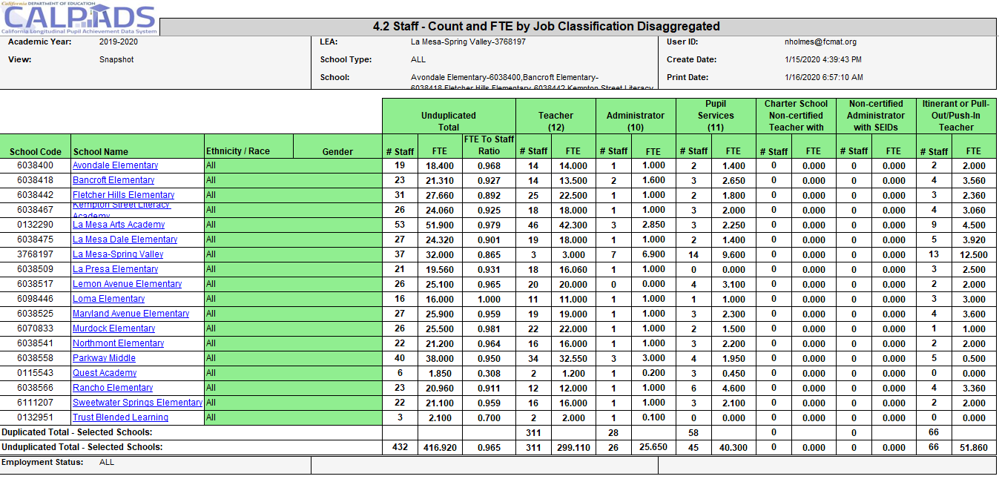 California DEPARTMENT OF EDUCATION
CALPADS
California Longitudinal Pupil Achievement Data System
4.2 Staff - Count and FTE by Job Classification Disaggregated
Academic Year: 2019-2020 LEA: La Mesa-Spring Valley-3768197 User ID: nholmes@fcmat.org
View: Snapshot School Type: ALL Create Date: 1/15/2020 4:39:43 PM
School: Avondale Elementary-6038400,Bancroft Elementary- Print Date: 1/16/2020 6:57:10 AM
6038418,Fletcher Hills Elementary-6038442,Kempton Street Literacy
Unduplicated Total Teacher (12) Administrator (10) Pupil Services (11) Charter School Non-certified Teacher with Non-certified Administrator with SEIDs Itinerant or Pull-Out/Push-In Teacher
School Code School Name Ethnicity / Race Gender # Staff FTE FTE To Staff Ratio # Staff FTE # Staff FTE # Staff FTE # Staff FTE # Staff FTE # Staff FTE
6038400 Avondale Elementary All 19 18.400 0.968 14 14.000 1 1.000 2 1.400 0 0.000 0 0.000 2 2.000
6038418 Bancroft Elementary All 23 21.310 0.927 14 13.500 2 1.600 3 2.650 0 0.000 0 0.000 4 3.560
6038442 Fletcher Hills Elementary All 31 27.660 0.892 25 22.500 1 1.000 2 1.800 0 0.000 0 0.000 3 2.360
6038467 Kempton Street Literacy Academy All 26 24.060 0.925 18 18.000 1 1.000 3 2.000 0 0.000 0 0.000 4 3.060
0132290 La Mesa Arts Academy All 53 51.900 0.979 46 42.300 3 2.850 3 2.250 0 0.000 0 0.000 9 4.500
6038475 La Mesa Dale Elementary All 27 24.320 0.901 19 18.000 1 1.000 2 1.400 0 0.000 0 0.000 5 3.920
3768197 La Mesa-Spring Valley All 37 32.000 0.865 3 3.000 7 6.900 14 9.600 0 0.000 0 0.000 13 12.500
6038509 La Presa Elementary All 21 19.560 0.931 18 16.060 1 1.000 0 0.000 0 0.000 0 0.000 3 2.500
6038517 Lemon Avenue Elementary All 26 25.100 0.965 20 20.000 0 0.000 4 3.100 0 0.000 0 0.000 2 2.000
6098446 Loma Elementary All 16 16.000 1.000 11 11.000 1 1.000 1 1.000 0 0.000 0 0.000 3 3.000
6038525 Maryland Avenue Elementary All 27 25.900 0.959 19 19.000 1 1.000 3 2.300 0 0.000 0 0.000 4 3.600
6070833 Murdock Elementary All 26 25.500 0.981 22 22.000 1 1.000 2 1.500 0 0.000 0 0.000 1 1.000
6038541 Northmont Elementary All 22 21.200 0.964 16 16.000 1 1.000 3 2.200 0 0.000 0 0.000 2 2.000
6038558 Parkway Middle All 40 38.000 0.950 34 32.550 3 3.000 4 1.950 0 0.000 0 0.000 5 0.500
0115543 Quest Academy All 6 1.850 0.308 2 1.200 1 0.200 3 0.450 0 0.000 0 0.000 0 0.000
6038566 Rancho Elementary All 23 20.960 0.911 12 12.000 1 1.000 6 4.600 0 0.000 0 0.000 4 3.360
6111207 Sweetwater Springs Elementary All 22 21.100 0.959 16 16.000 1 1.000 3 2.100 0 0.000 0 0.000 2 2.000
0132951 Trust Blended Learning All 3 2.100 0.700 2 2.000 1 0.100 0 0.000 0 0.000 0 0.000 0 0.000
Duplicated Total - Selected Schools: 311 28 58 0 0 66
Unduplicated Total - Selected Schools: 432 416.920 0.965 311 299.110 26 25.650 45 40.300 0 0.000 0 0.000 66 51.860
Employment Status: ALL